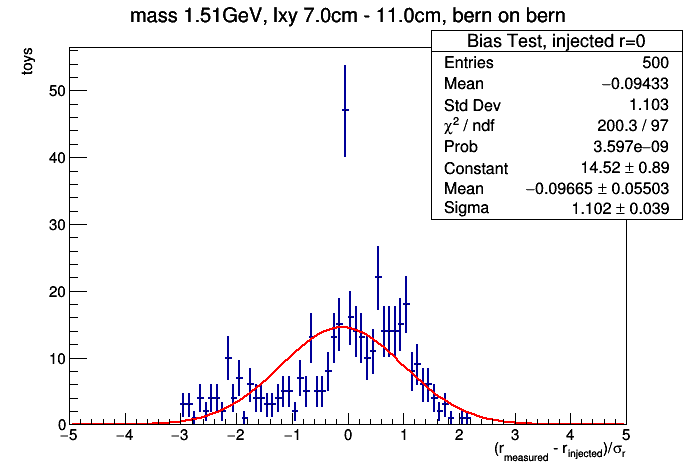 mass 1.51GeV, lxy 7.0cm - 11.0cm, bern on bern
toys
Bias Test, injected r=0
Entries 500
Mean −0.09433
Std Dev 1.103
χ² / ndf 200.3 / 97
Prob 3.597e−09
Constant 14.52 ± 0.89
Mean −0.09665 ± 0.05503
Sigma 1.102 ± 0.039
50
40
30
20
10
0
−5 −4 −3 −2 −1 0 1 2 3 4 5
(r_measured - r_injected)/σ_r